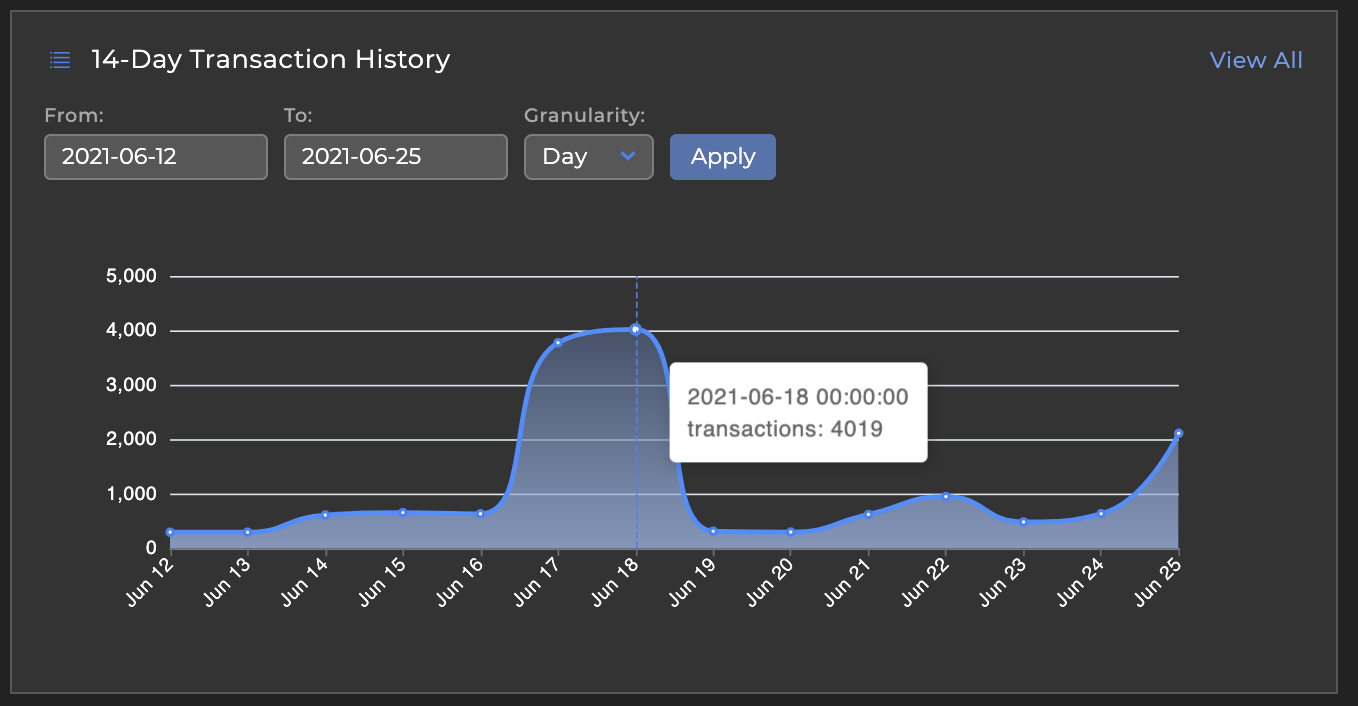 14-Day Transaction History
View All
From:
To:
Granularity:
2021-06-12
2021-06-25
Day
Apply
5,000
4,000
3,000
2,000
1,000
0
2021-06-18 00:00:00
transactions: 4019
Jun 12
Jun 13
Jun 14
Jun 15
Jun 16
Jun 17
Jun 18
Jun 19
Jun 20
Jun 21
Jun 22
Jun 23
Jun 24
Jun 25